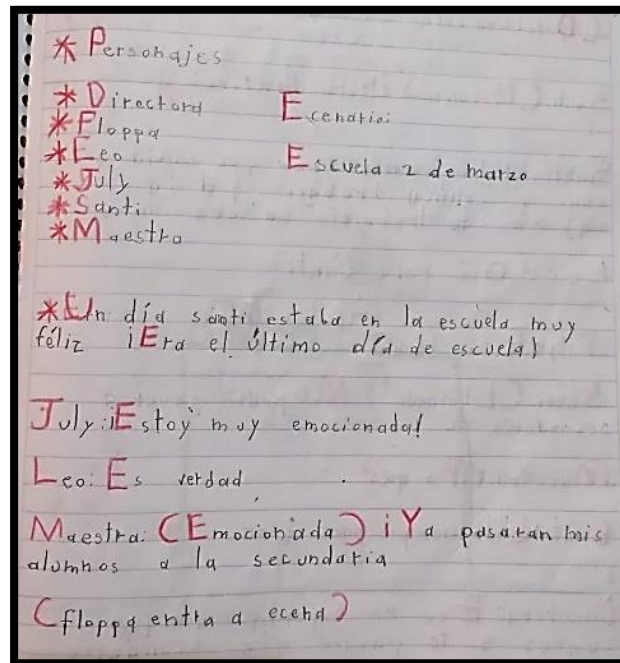 * Personajes
* Directora
* Floppa
* Leo
* July
* Santi
* Maestra
Ecenario:
Escuela 2 de marzo
* Un día santi estaba en la escuela muy
féliz ¡Era el último día de escuela!
July: ¡Estoy muy emocionada!
Leo: Es verdad
Maestra: (Emocionada) ¡Ya pasaran mis
alumnos a la secundaria
(floppa entra a ecena)